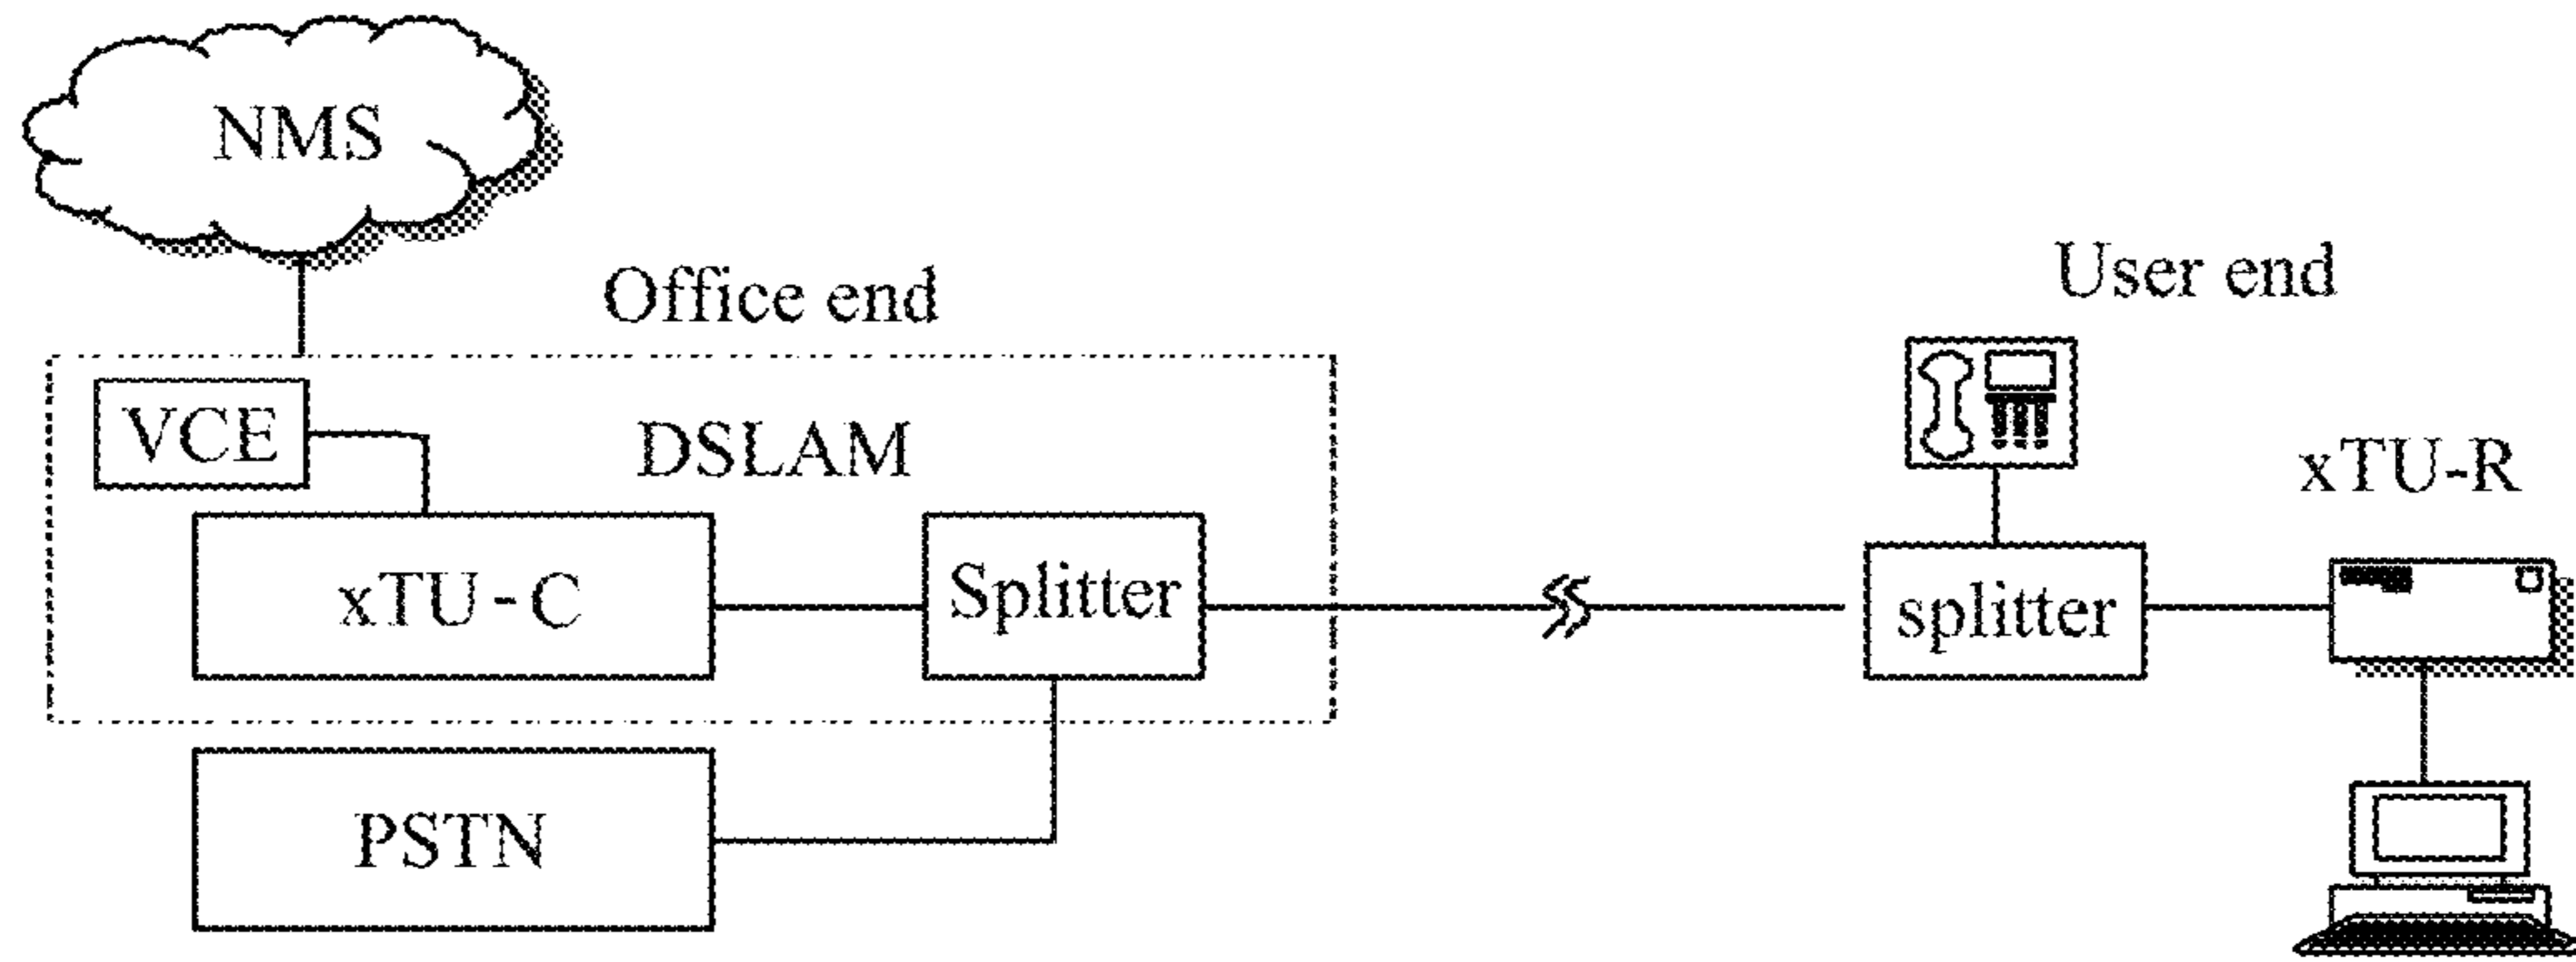 NMS
Office end
User end
VCE
DSLAM
xTU-R
xTU-C
Splitter
splitter
PSTN